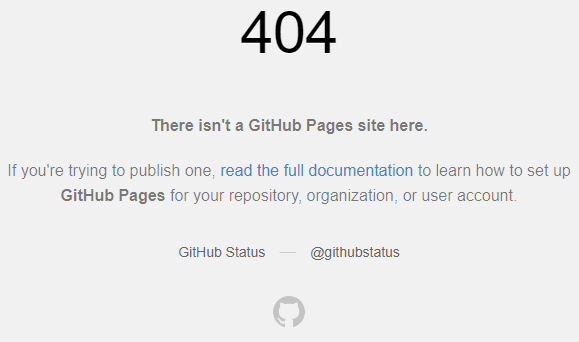 404
There isn't a GitHub Pages site here.
If you're trying to publish one, read the full documentation to learn how to set up
GitHub Pages for your repository, organization, or user account.
GitHub Status — @githubstatus